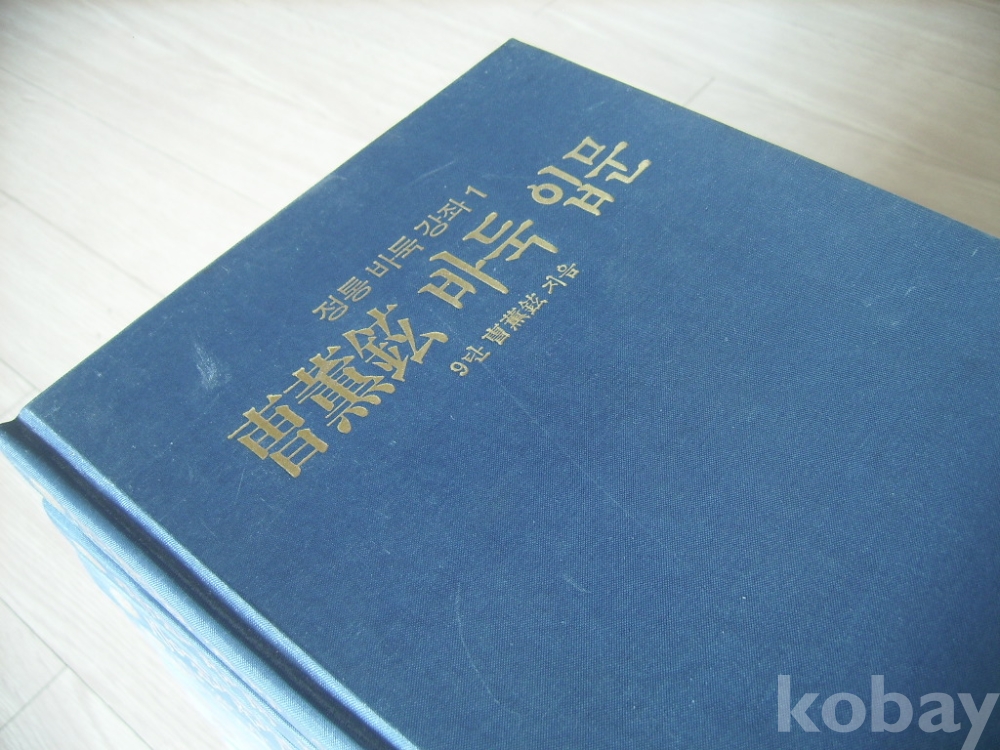 정통 바둑 강좌 1
曺薰鉉 바둑 입문
9단 曺薰鉉 지음
kobay